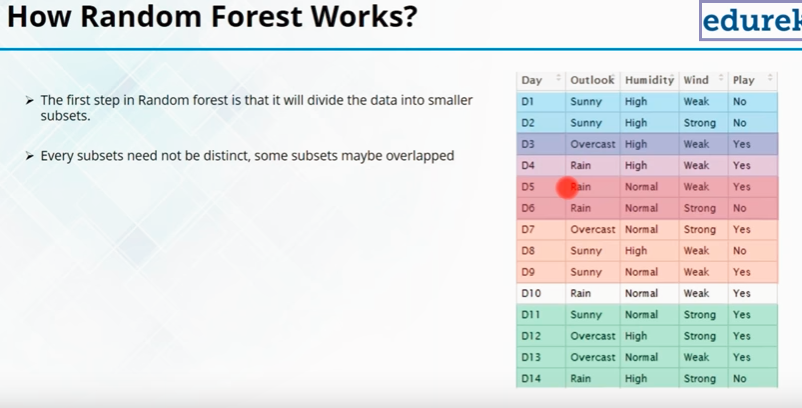 How Random Forest Works?
edurek
➤ The first step in Random forest is that it will divide the data into smaller
subsets.
➤ Every subsets need not be distinct, some subsets maybe overlapped
Day Outlook Humidity Wind Play
D1 Sunny High Weak No
D2 Sunny High Strong No
D3 Overcast High Weak Yes
D4 Rain High Weak Yes
D5 Rain Normal Weak Yes
D6 Rain Normal Strong No
D7 Overcast Normal Strong Yes
D8 Sunny High Weak No
D9 Sunny Normal Weak Yes
D10 Rain Normal Weak Yes
D11 Sunny Normal Strong Yes
D12 Overcast High Strong Yes
D13 Overcast Normal Weak Yes
D14 Rain High Strong No